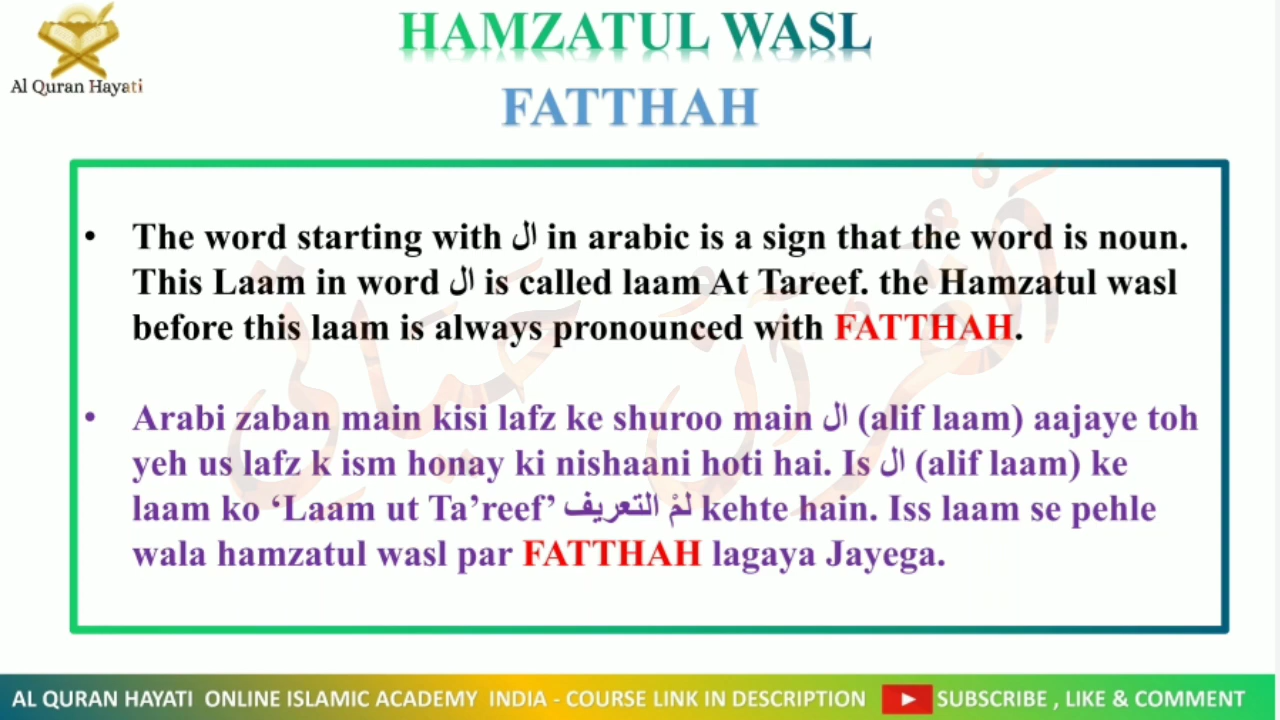 Al Quran Hayati
HAMZATUL WASL
FATTHAH
• The word starting with ال in arabic is a sign that the word is noun.
This Laam in word ال is called laam At Tareef. the Hamzatul wasl
before this laam is always pronounced with FATTHAH.
• Arabi zaban main kisi lafz ke shuroo main ال (alif laam) aajaye toh
yeh us lafz k ism honay ki nishaani hoti hai. Is ال (alif laam) ke
laam ko ‘Laam ut Ta’reef’ لمْ التعريف kehte hain. Iss laam se pehle
wala hamzatul wasl par FATTHAH lagaya Jayega.
اَلْقُرْآنُ حَيَاتِي
AL QURAN HAYATI ONLINE ISLAMIC ACADEMY INDIA - COURSE LINK IN DESCRIPTION SUBSCRIBE , LIKE & COMMENT